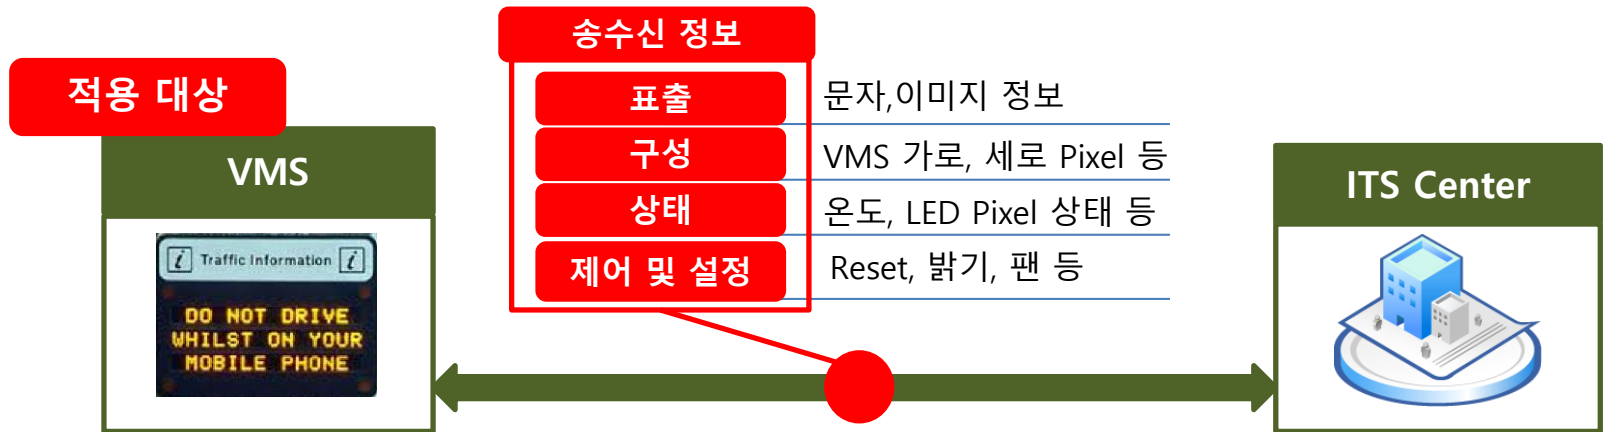 적용 대상
VMS
i Traffic Information i
DO NOT DRIVE
WHILST ON YOUR
MOBILE PHONE
송수신 정보
표출 문자,이미지 정보
구성 VMS 가로, 세로 Pixel 등
상태 온도, LED Pixel 상태 등
제어 및 설정 Reset, 밝기, 팬 등
ITS Center